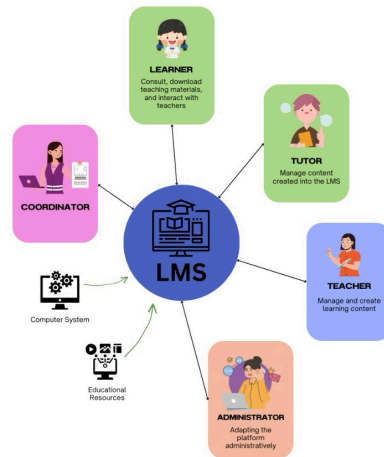 LEARNER
Consult, download
teaching materials,
and interact with
teachers
TUTOR
Manage content
created into the LMS
COORDINATOR
LMS
TEACHER
Manage and create
learning content
Computer System
Educational
Resources
ADMINISTRATOR
Adapting the
platform
administratively